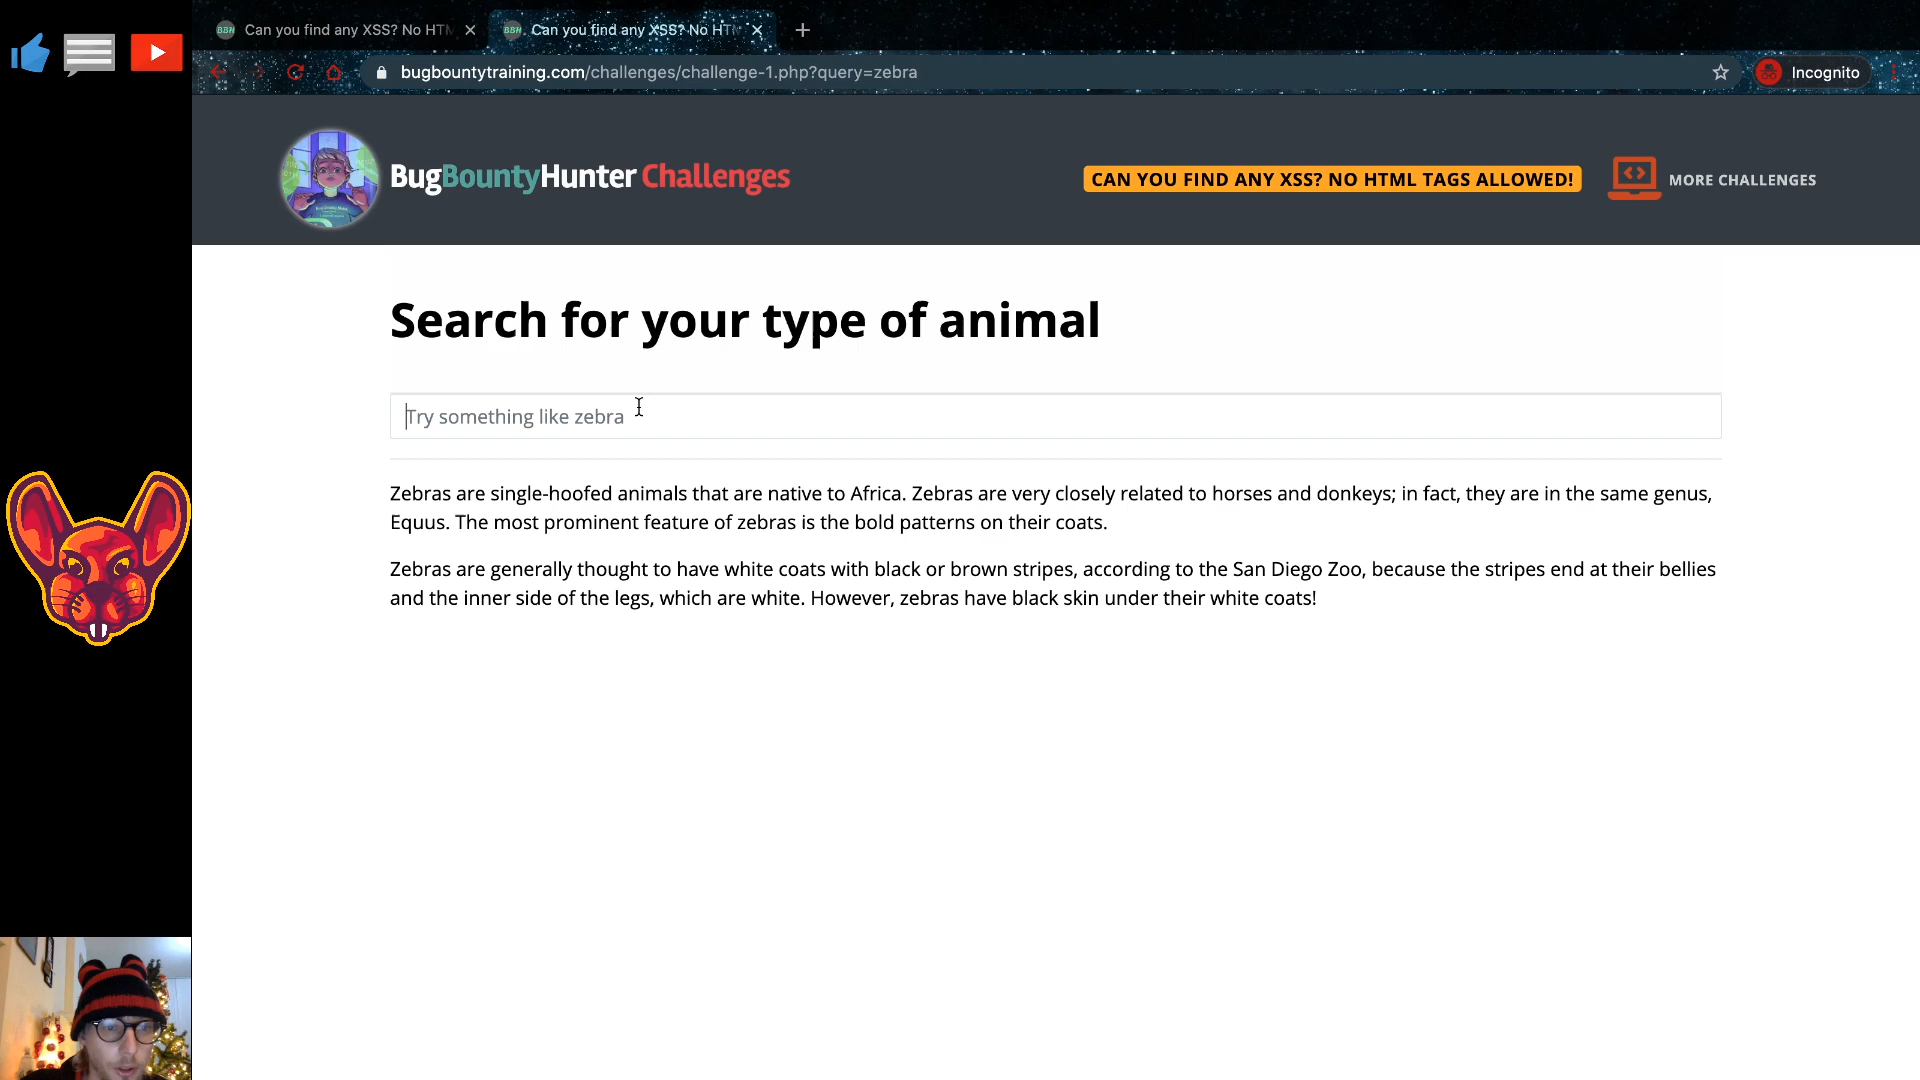 Can you find any XSS? No HTM
Can you find any XSS? No HT
bugbountytraining.com/challenges/challenge-1.php?query=zebra
Incognito
BugBountyHunter Challenges
CAN YOU FIND ANY XSS? NO HTML TAGS ALLOWED!
MORE CHALLENGES
Search for your type of animal
Try something like zebra
Zebras are single-hoofed animals that are native to Africa. Zebras are very closely related to horses and donkeys; in fact, they are in the same genus,
Equus. The most prominent feature of zebras is the bold patterns on their coats.
Zebras are generally thought to have white coats with black or brown stripes, according to the San Diego Zoo, because the stripes end at their bellies
and the inner side of the legs, which are white. However, zebras have black skin under their white coats!